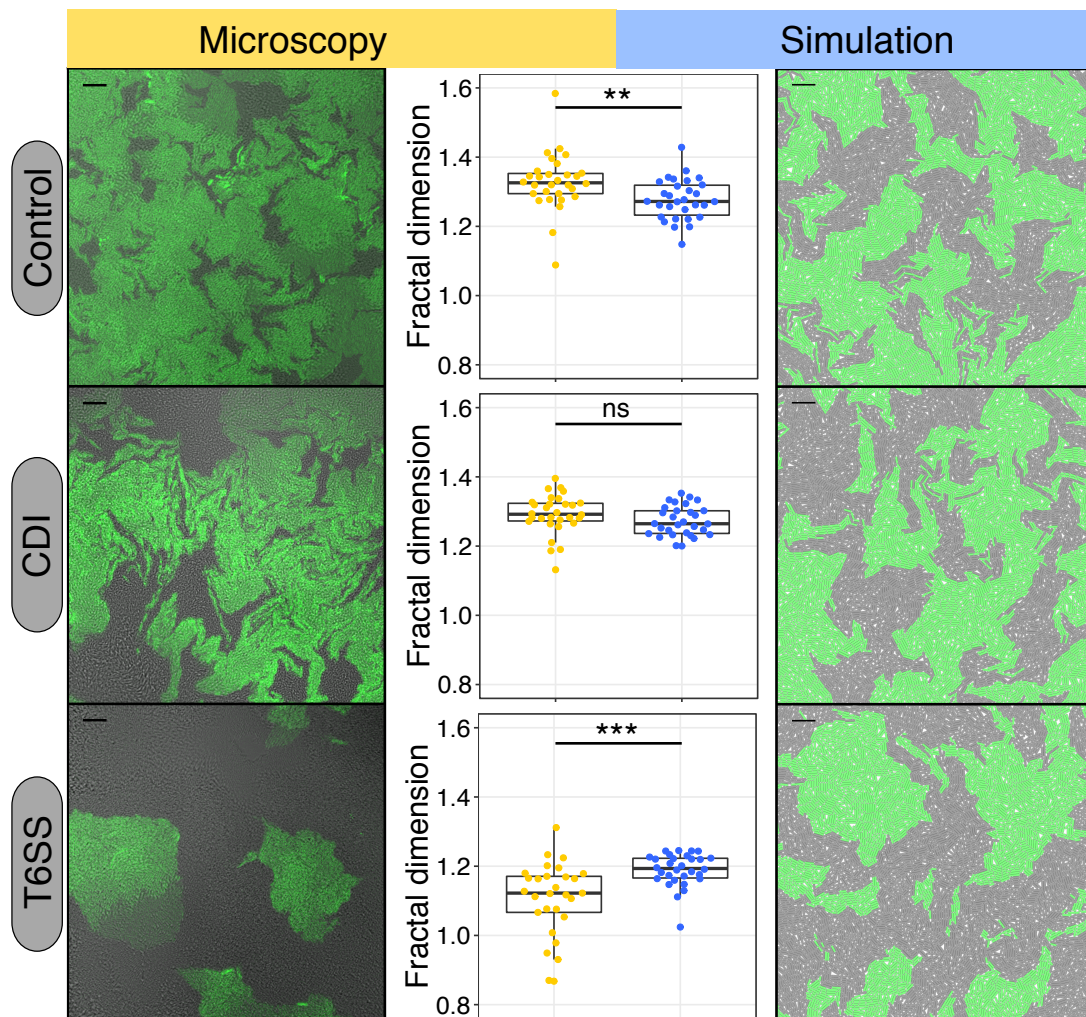 Microscopy
Simulation
Control
Fractal dimension
1.6
1.4
1.2
1.0
0.8
**
CDI
Fractal dimension
1.6
1.4
1.2
1.0
0.8
ns
T6SS
Fractal dimension
1.6
1.4
1.2
1.0
0.8
***